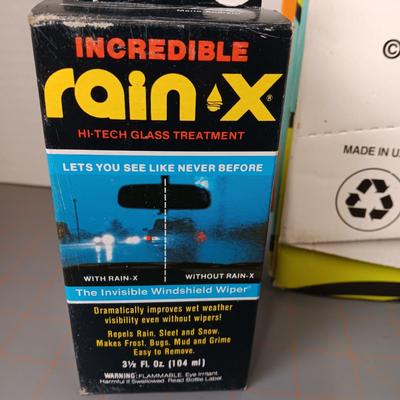 INCREDIBLE
rain·X®
HI-TECH GLASS TREATMENT
LETS YOU SEE LIKE NEVER BEFORE
WITH RAIN-X
WITHOUT RAIN-X
The Invisible Windshield Wiper®
Dramatically improves wet weather
visibility even without wipers!
Repels Rain, Sleet and Snow.
Makes Frost, Bugs, Mud and Grime
Easy to Remove.
3½ Fl. Oz. (104 ml)
WARNING: FLAMMABLE. Eye Irritant.
Harmful if Swallowed. Read Bottle Label.
©
MADE IN U.